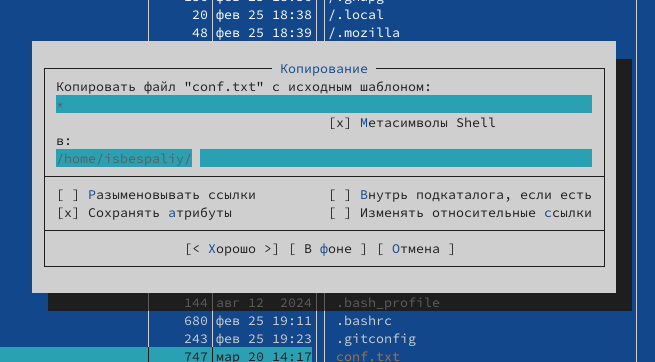 20 фев 25 18:38 /.local
48 фев 25 18:39 /.mozilla
Копирование
Копировать файл "conf.txt" с исходным шаблоном:
*
[x] Метасимволы Shell
в:
/home/isbespaliy/
[ ] Разыменовывать ссылки [ ] Внутрь подкаталога, если есть
[x] Сохранять атрибуты [ ] Изменять относительные ссылки
[< Хорошо >] [ В фоне ] [ Отмена ]
144 авг 12 2024 .bash_profile
680 фев 25 19:11 .bashrc
243 фев 25 19:23 .gitconfig
747 мар 20 14:17 conf.txt